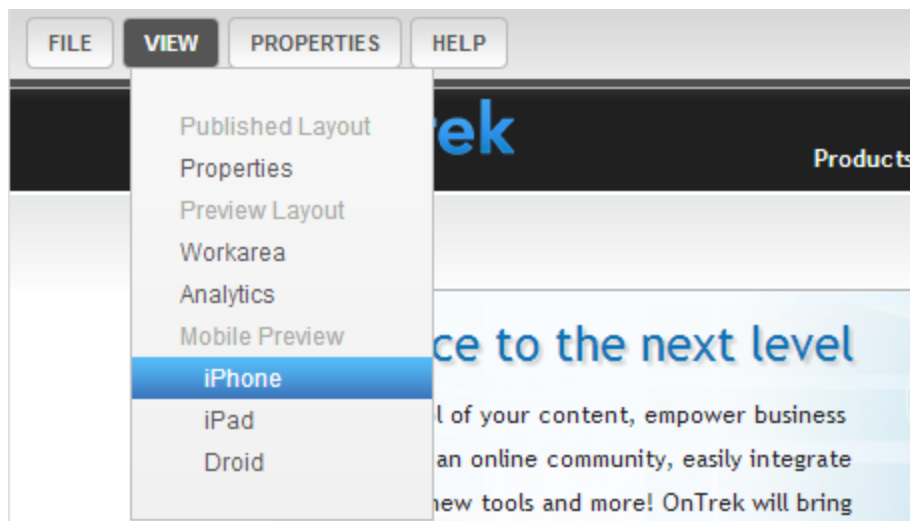 FILE VIEW PROPERTIES HELP
ek
Products
Published Layout
Properties
Preview Layout
Workarea
Analytics
Mobile Preview
iPhone
iPad
Droid
ce to the next level
of your content, empower business
an online community, easily integrate
new tools and more! OnTrek will bring